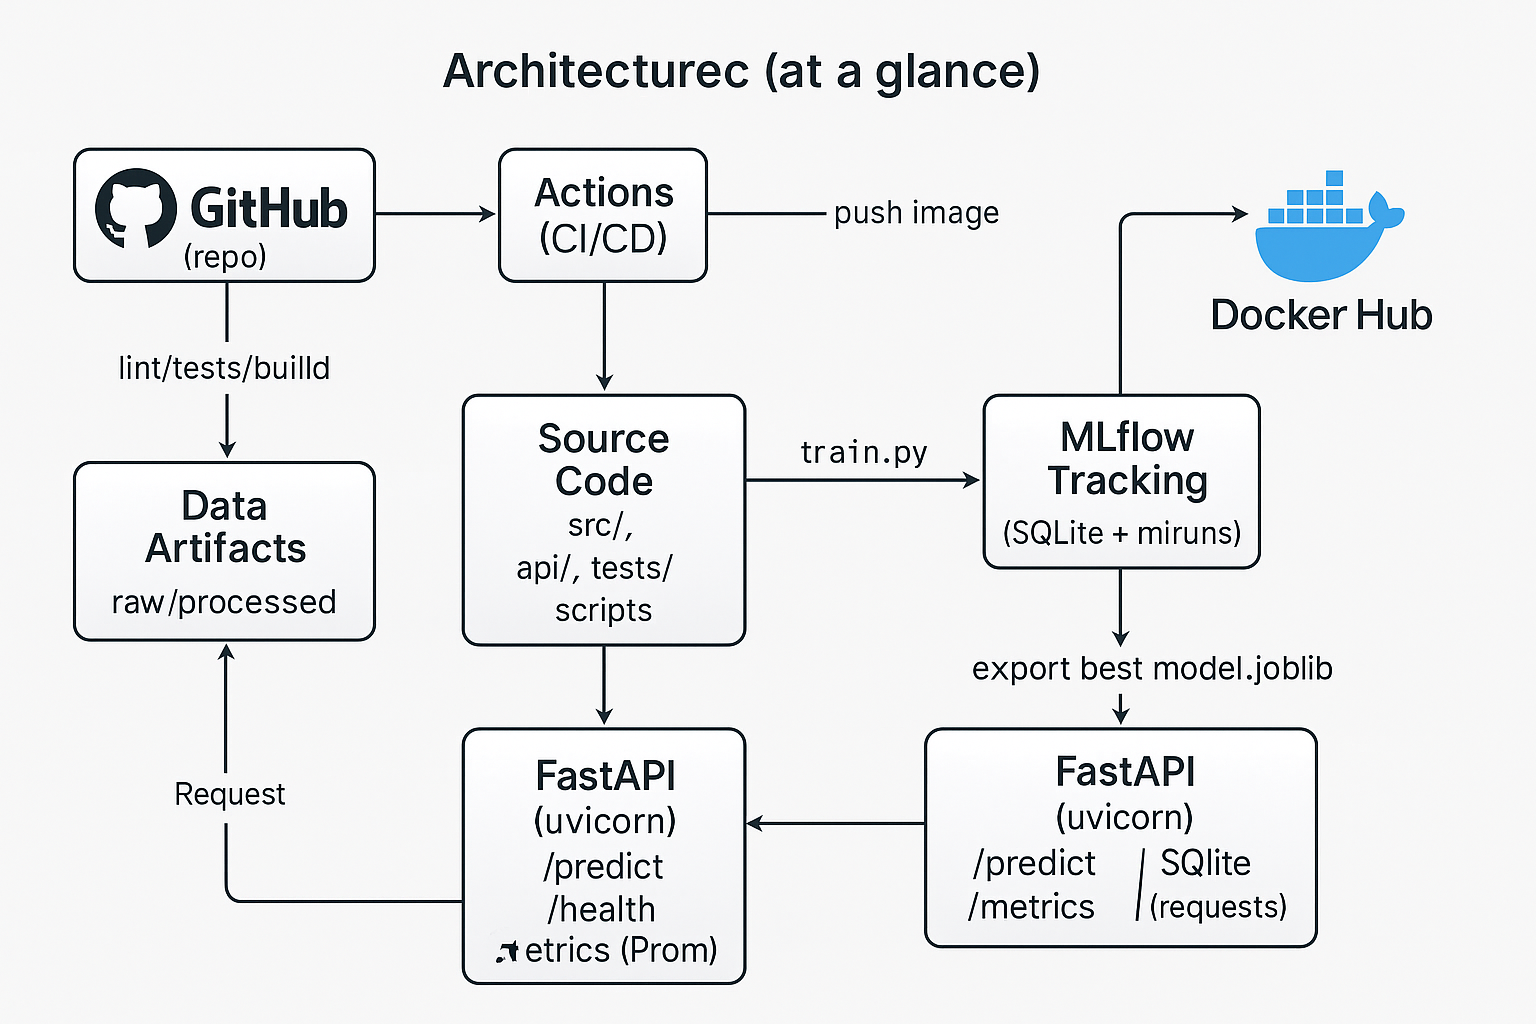 Architecturec (at a glance)
GitHub
(repo)
Actions
(CI/CD)
push image
Docker Hub
lint/tests/builld
Data
Artifacts
raw/processed
Source
Code
src/,
api/, tests/
scripts
train.py
MLflow
Tracking
(SQLite + miruns)
export best model.joblib
Request
FastAPI
(uvicorn)
/predict
/health
etrics (Prom)
FastAPI
(uvicorn)
/predict / SQlite
/metrics (requests)